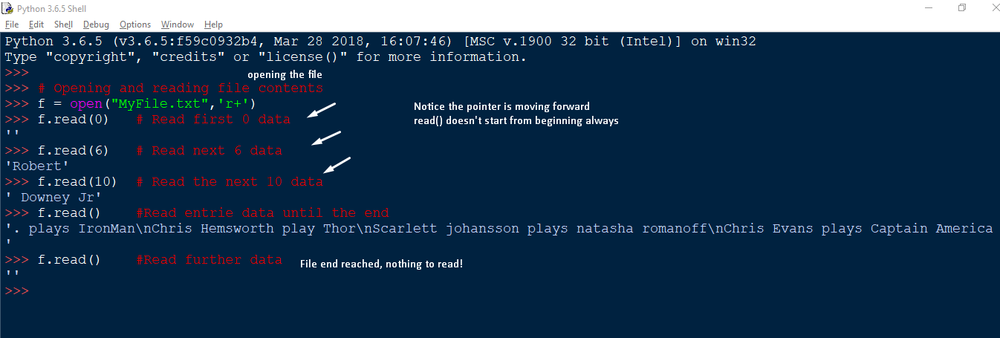 Python 3.6.5 Shell
File Edit Shell Debug Options Window Help
Python 3.6.5 (v3.6.5:f59c0932b4, Mar 28 2018, 16:07:46) [MSC v.1900 32 bit (Intel)] on win32
Type "copyright", "credits" or "license()" for more information.
>>>
opening the file
>>> # Opening and reading file contents
>>> f = open("MyFile.txt",'r+')
Notice the pointer is moving forward
>>> f.read(0) # Read first 0 data
read() doesn't start from beginning always
''
>>> f.read(6) # Read next 6 data
'Robert'
>>> f.read(10) # Read the next 10 data
' Downey Jr'
>>> f.read() #Read entrie data until the end
'. plays IronMan\nChris Hemsworth play Thor\nScarlett johansson plays natasha romanoff\nChris Evans plays Captain America
'
>>> f.read() #Read further data
File end reached, nothing to read!
''
>>>